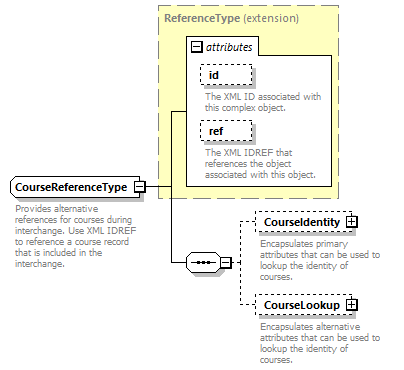 ReferenceType (extension)
attributes
id
The XML ID associated with
this complex object.
ref
The XML IDREF that
references the object
associated with this object.
CourseReferenceType
Provides alternative
references for courses during
interchange. Use XML IDREF
to reference a course record
that is included in the
interchange.
CourseIdentity
Encapsulates primary
attributes that can be used to
lookup the identity of
courses.
CourseLookup
Encapsulates alternative
attributes that can be used to
lookup the identity of
courses.